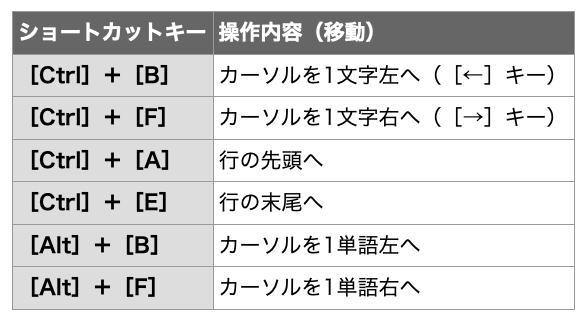 ショートカットキー 操作内容（移動）
［Ctrl］＋［B］ カーソルを1文字左へ（［←］キー）
［Ctrl］＋［F］ カーソルを1文字右へ（［→］キー）
［Ctrl］＋［A］ 行の先頭へ
［Ctrl］＋［E］ 行の末尾へ
［Alt］＋［B］ カーソルを1単語左へ
［Alt］＋［F］ カーソルを1単語右へ